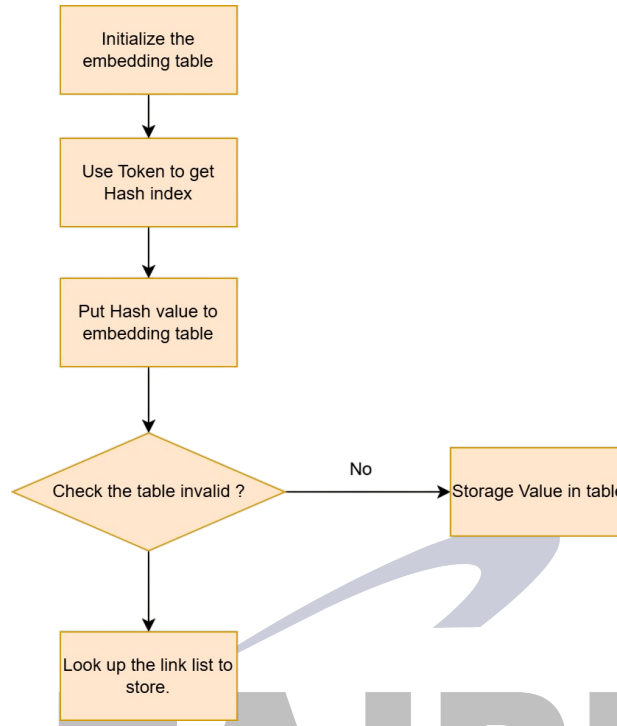 Initialize the
embedding table
Use Token to get
Hash index
Put Hash value to
embedding table
Check the table invalid ?
No
Storage Value in table
Look up the link list to
store.